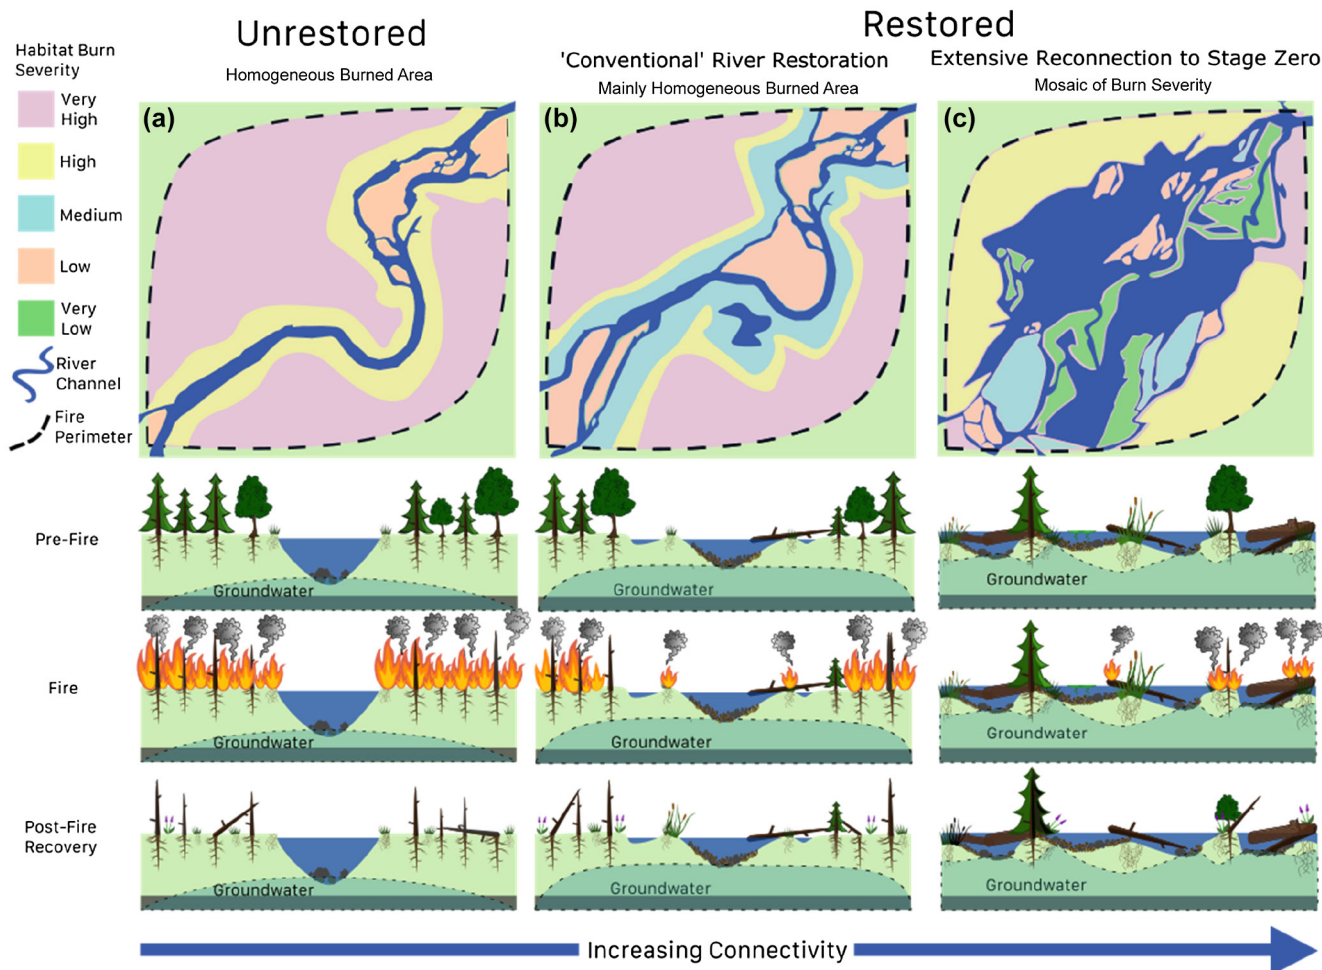 Unrestored
Restored
Homogeneous Burned Area
'Conventional' River Restoration
Mainly Homogeneous Burned Area
Extensive Reconnection to Stage Zero
Mosaic of Burn Severity
Habitat Burn
Severity
Very
High
High
Medium
Low
Very
Low
River
Channel
Fire
Perimeter
(a)
(b)
(c)
Pre-Fire
Groundwater
Groundwater
Groundwater
Fire
Groundwater
Groundwater
Groundwater
Post-Fire
Recovery
Groundwater
Groundwater
Groundwater
Increasing Connectivity